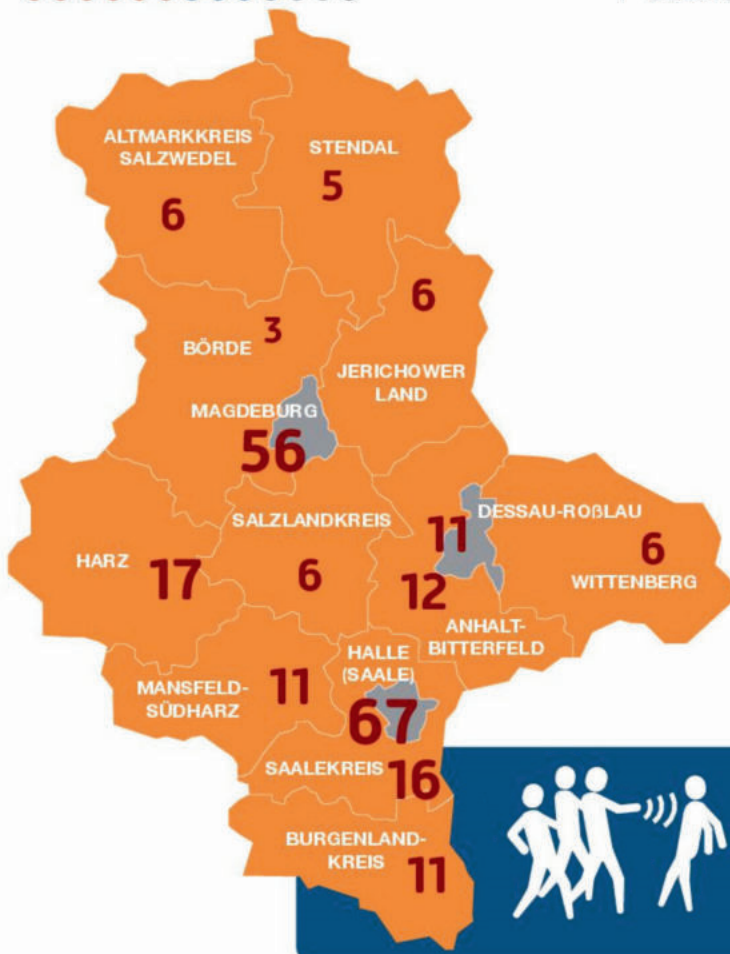 ALTMARKKREIS
SALZWEDEL
6
STENDAL
5
6
JERICHOWER
LAND
3
BÖRDE
MAGDEBURG
56
SALZLANDKREIS
6
HARZ
17
11
DESSAU-ROßLAU
6
WITTENBERG
12
ANHALT-
BITTERFELD
MANSFELD-
SÜDHARZ
11
HALLE
(SAALE)
67
SAALEKREIS
16
BURGENLAND-
KREIS
11